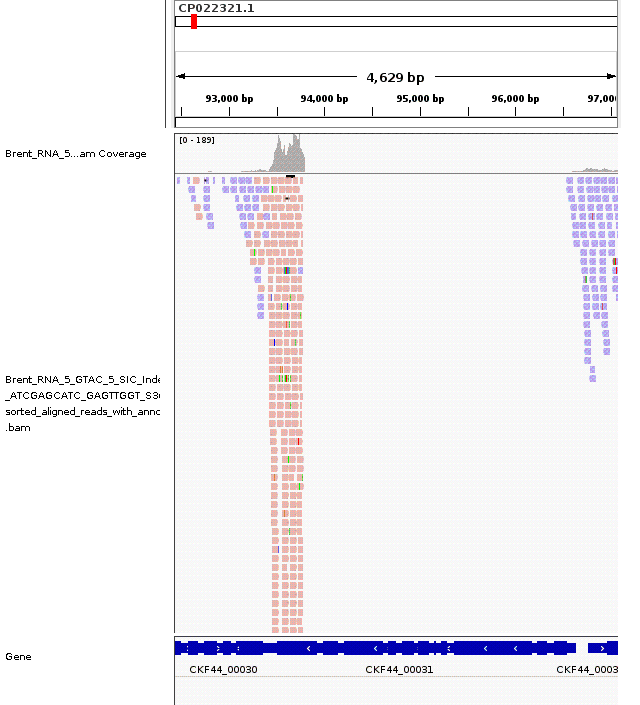 CP022321.1
4,629 bp
93,000 bp 94,000 bp 95,000 bp 96,000 bp 97,00
[0 - 189]
Brent_RNA_5...am Coverage
Brent_RNA_5_GTAC_5_SIC_Inde
_ATCGAGCATC_GAGTTGGT_S3
sorted_aligned_reads_with_anno
.bam
Gene
CKF44_00030 CKF44_00031 CKF44_0003